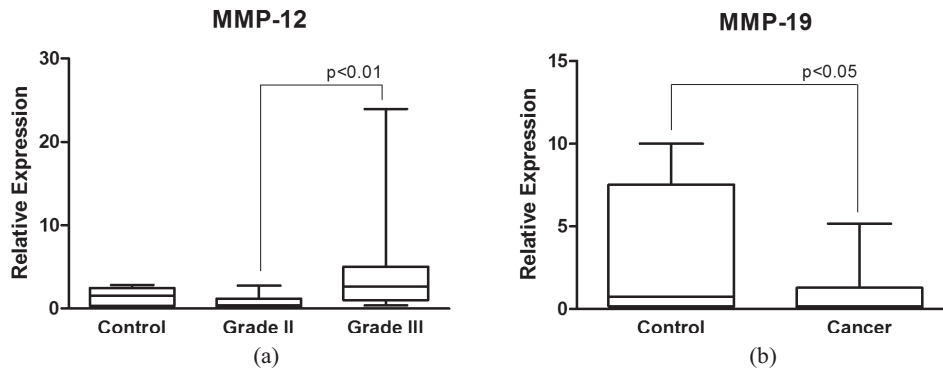 MMP-12
Relative Expression
30
20
10
0
p<0.01
Control
Grade II
Grade III
(a)
MMP-19
Relative Expression
15
10
5
0
p<0.05
Control
Cancer
(b)